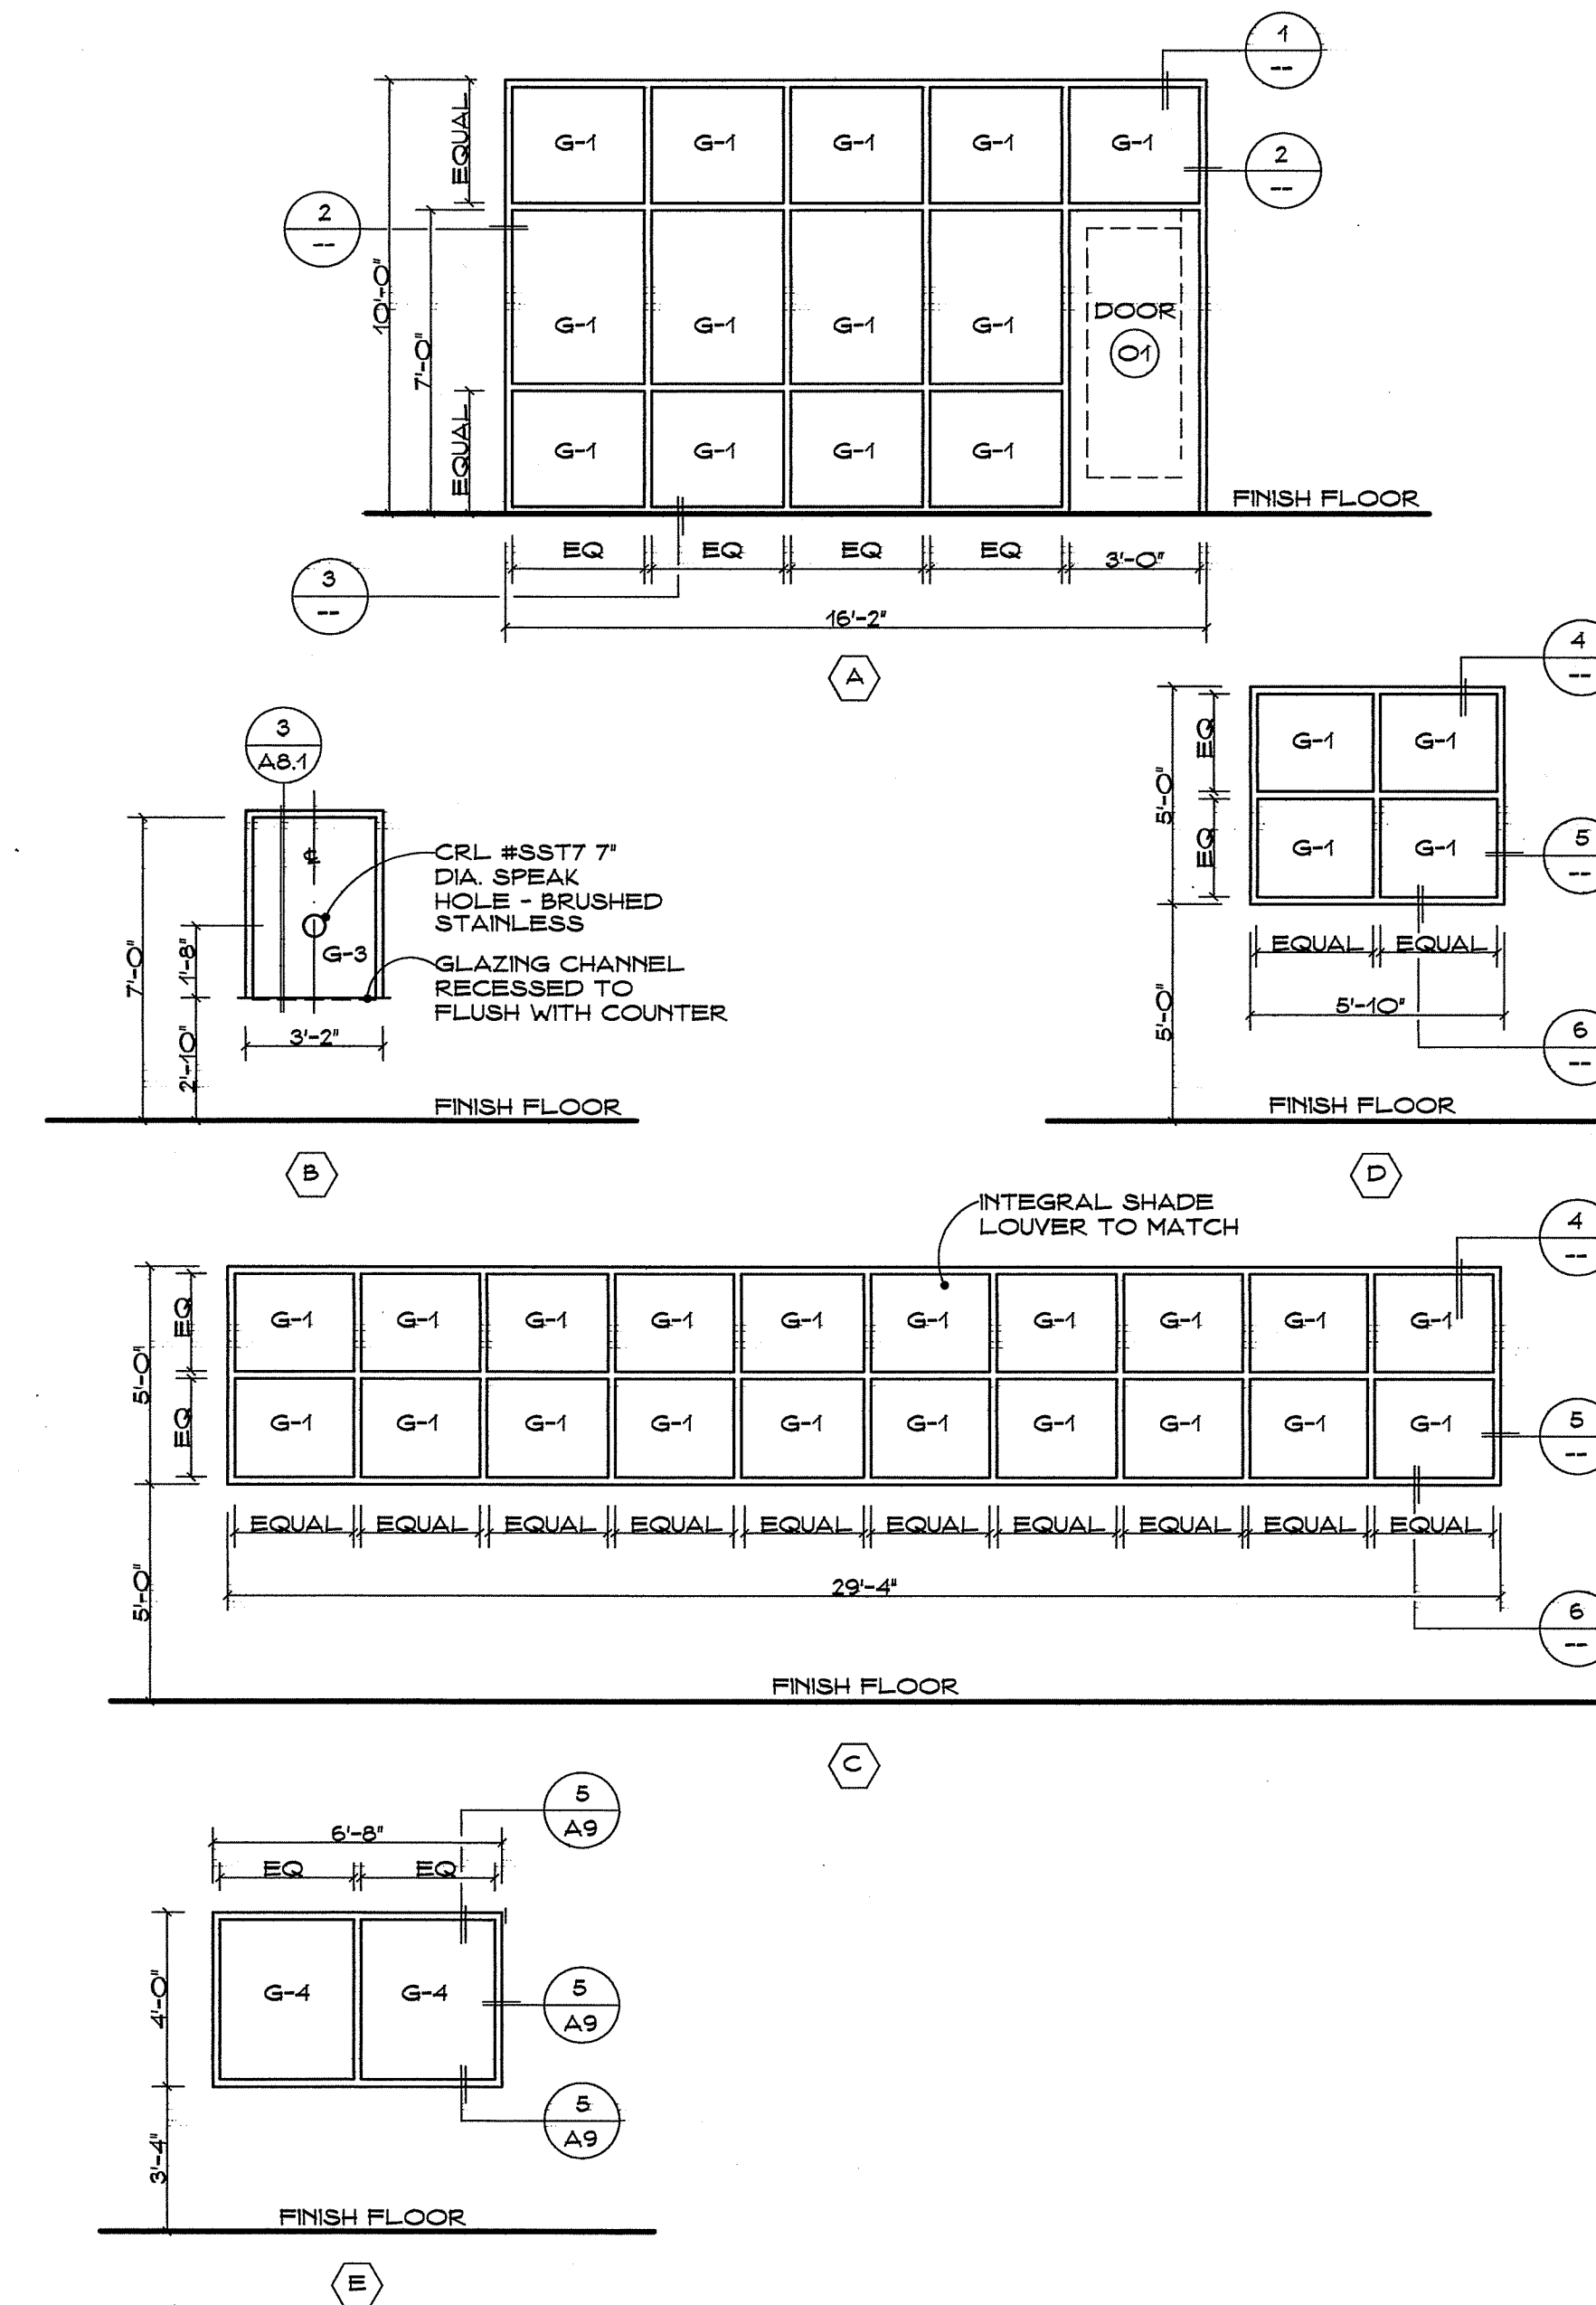 1
--
EQUAL
G-1 G-1 G-1 G-1 G-1
2
--
2
--
10'-0"
7'-0"
G-1 G-1 G-1 G-1
DOOR
01
EQUAL
G-1 G-1 G-1 G-1
FINISH FLOOR
EQ EQ EQ EQ 3'-0"
3
--
16'-2"
A
3
A8.1
7'-0"
1'-8"
2'-10"
℄
G-3
CRL #SST7 7"
DIA. SPEAK
HOLE - BRUSHED
STAINLESS
GLAZING CHANNEL
RECESSED TO
FLUSH WITH COUNTER
3'-2"
FINISH FLOOR
B
4
--
5'-0"
EQ
EQ
G-1 G-1
G-1 G-1
5
--
EQUAL EQUAL
5'-0"
5'-10"
6
--
FINISH FLOOR
D
INTEGRAL SHADE
LOUVER TO MATCH
4
--
5'-0"
EQ
EQ
G-1 G-1 G-1 G-1 G-1 G-1 G-1 G-1 G-1 G-1
G-1 G-1 G-1 G-1 G-1 G-1 G-1 G-1 G-1 G-1
5
--
EQUAL EQUAL EQUAL EQUAL EQUAL EQUAL EQUAL EQUAL EQUAL EQUAL
5'-0"
29'-4"
6
--
FINISH FLOOR
C
5
A9
6'-8"
EQ EQ
4'-0"
G-4 G-4
5
A9
5
A9
3'-4"
FINISH FLOOR
E